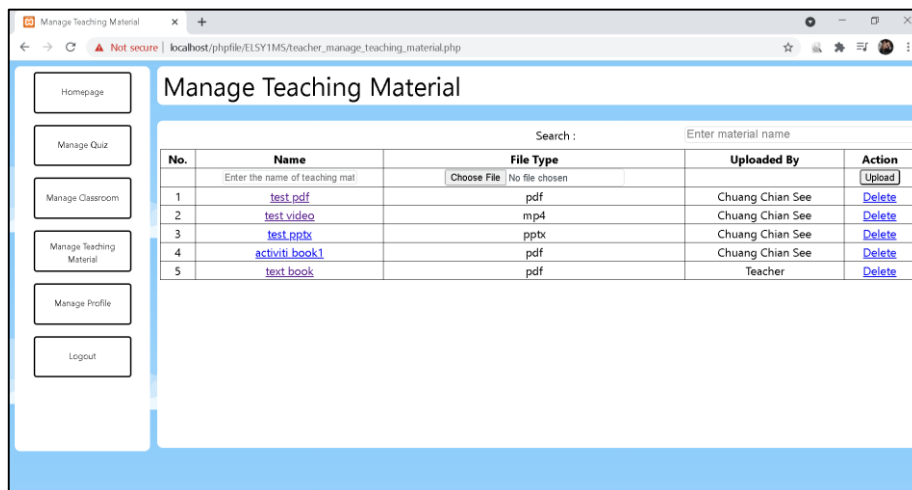 Manage Teaching Material
Not secure | localhost/phpfile/ELSY1MS/teacher_manage_teaching_material.php
Homepage
Manage Quiz
Manage Classroom
Manage Teaching
Material
Manage Profile
Logout
Manage Teaching Material
Search : Enter material name
No. Name File Type Uploaded By Action
Enter the name of teaching mat Choose File No file chosen Upload
1 test pdf pdf Chuang Chian See Delete
2 test video mp4 Chuang Chian See Delete
3 test pptx pptx Chuang Chian See Delete
4 activiti book1 pdf Chuang Chian See Delete
5 text book pdf Teacher Delete